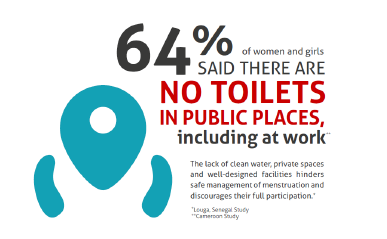 64% of women and girls
SAID THERE ARE
NO TOILETS
IN PUBLIC PLACES,
including at work**
The lack of clean water, private spaces
and well-designed facilities hinders
safe management of menstruation and
discourages their full participation.*
*Louga, Senegal Study
**Cameroon Study